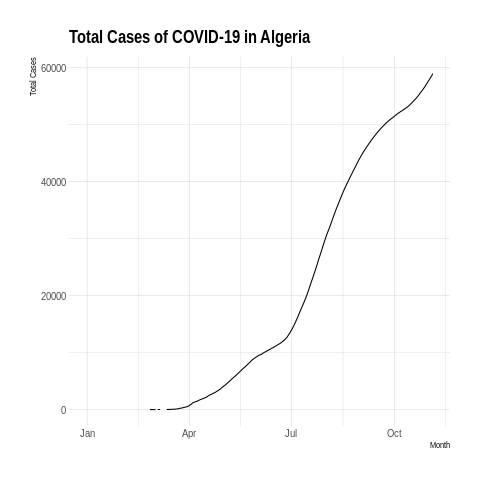 Total Cases of COVID-19 in Algeria
Total Cases
60000
40000
20000
0
Jan Apr Jul Oct
Month